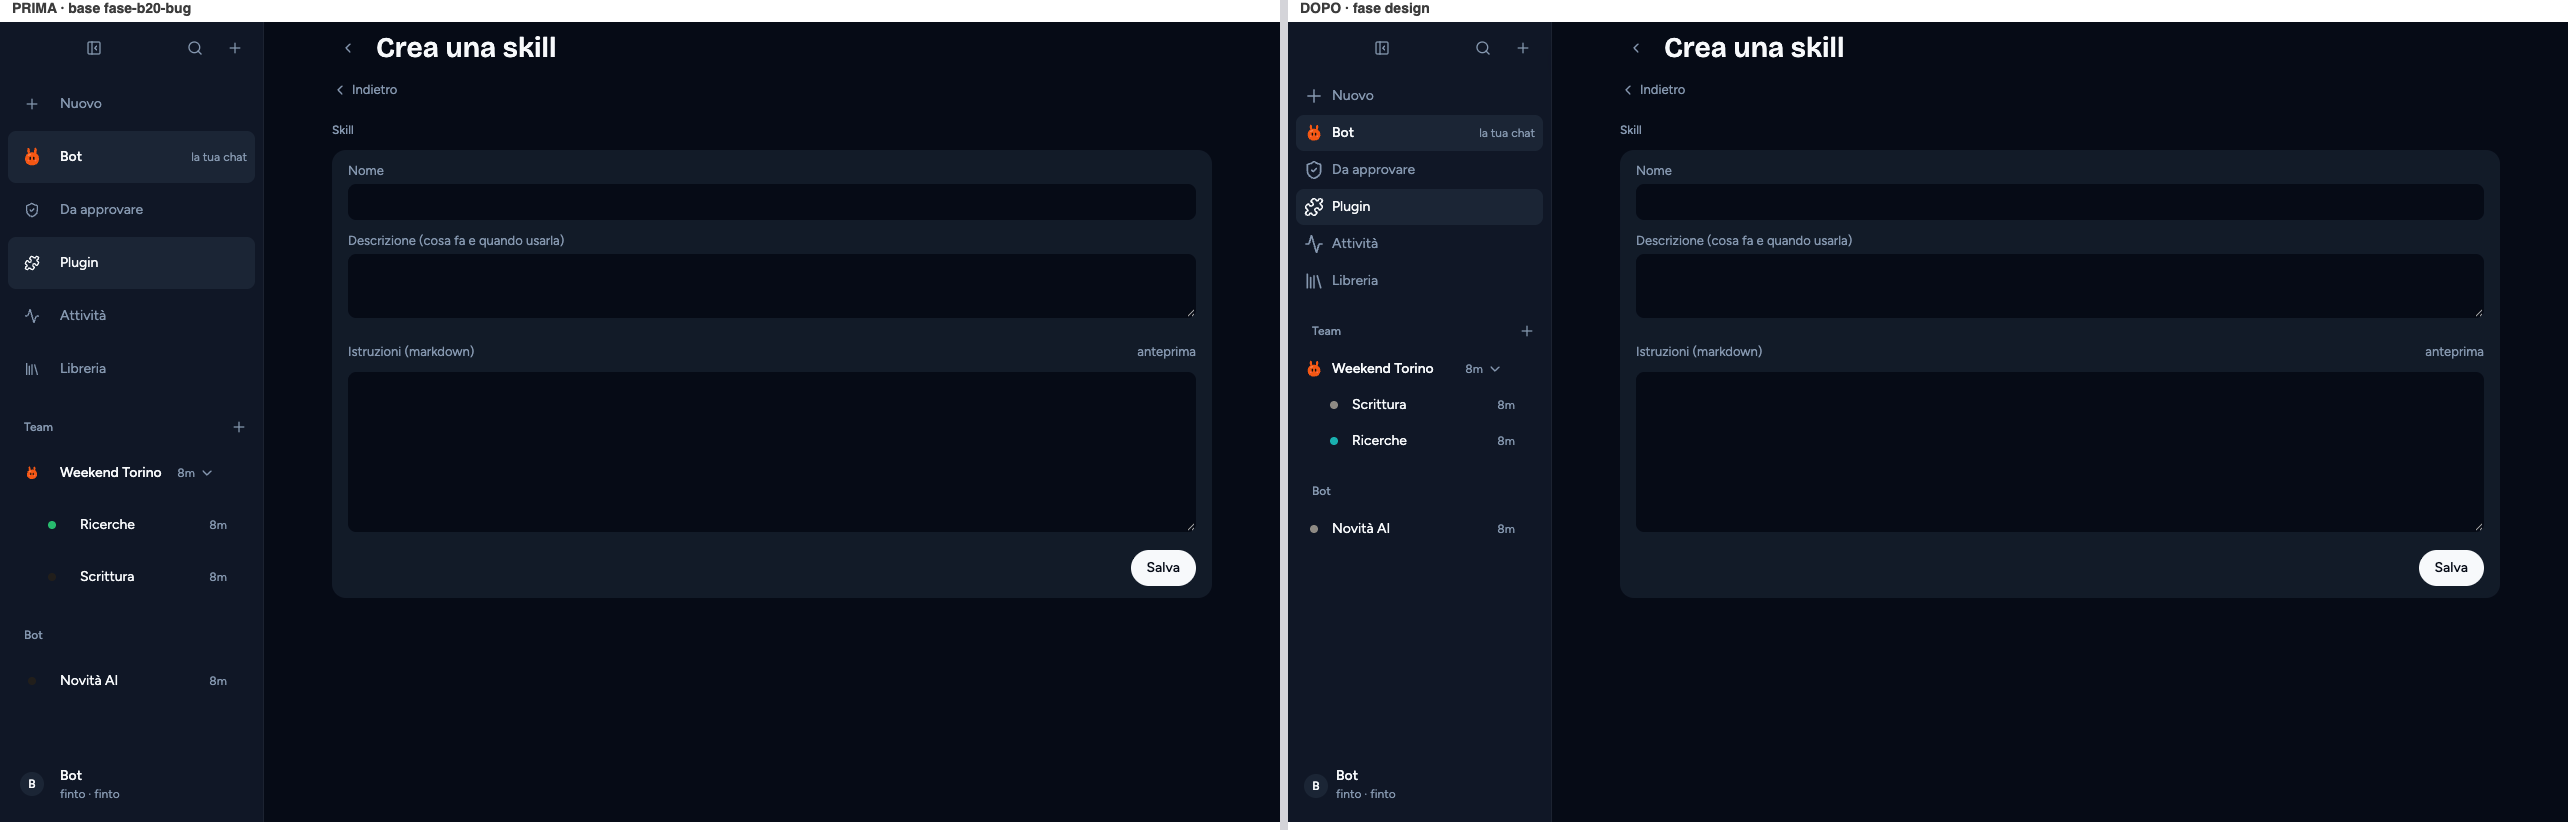 PRIMA · base fase-b20-bug
Crea una skill
Indietro
Nuovo
Skill
Bot la tua chat
Nome
Da approvare
Descrizione (cosa fa e quando usarla)
Plugin
Attività
Istruzioni (markdown) anteprima
Libreria
Team
Weekend Torino 8m
Ricerche 8m
Scrittura 8m
Salva
Bot
Novità AI 8m
B
Bot
finto · finto
DOPO · fase design
Crea una skill
Indietro
Nuovo
Skill
Bot la tua chat
Nome
Da approvare
Plugin
Descrizione (cosa fa e quando usarla)
Attività
Libreria
Team
Istruzioni (markdown) anteprima
Weekend Torino 8m
Scrittura 8m
Ricerche 8m
Bot
Novità AI 8m
Salva
B
Bot
finto · finto